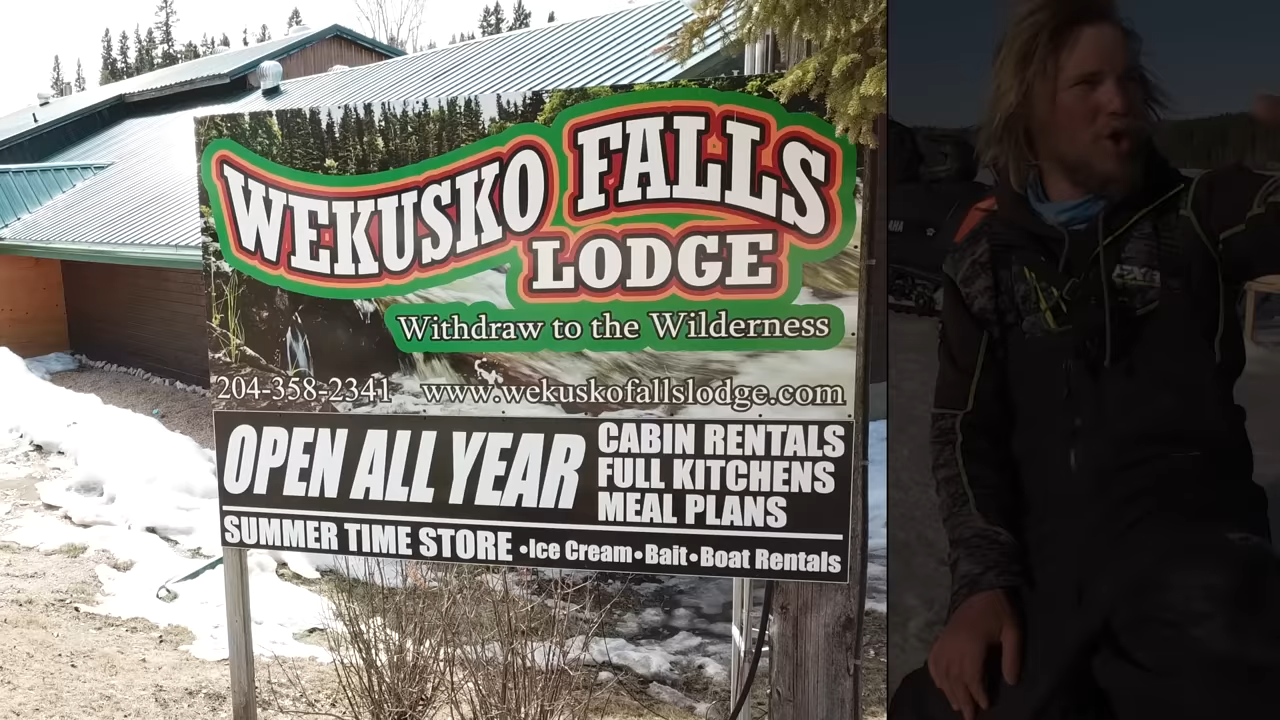 WEKUSKO FALLS
LODGE
Withdraw to the Wilderness
204-358-2341 www.wekuskofallslodge.com
OPEN ALL YEAR
CABIN RENTALS
FULL KITCHENS
MEAL PLANS
SUMMER TIME STORE •Ice Cream•Bait•Boat Rentals